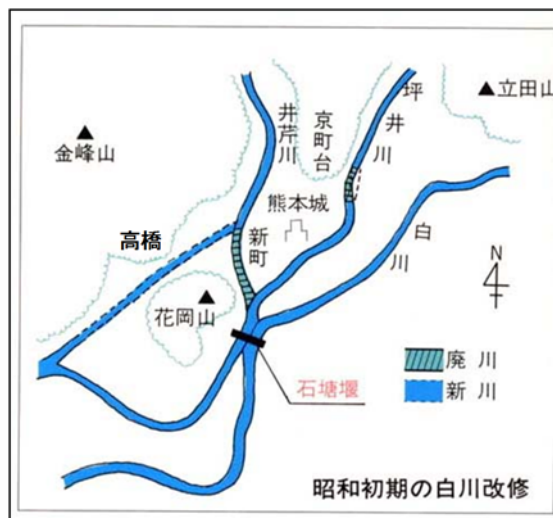 立田山
坪井川
井芹川
京町台
金峰山
熊本城
白川
高橋
新町
N
花岡山
廃川
石塘堰
新川
昭和初期の白川改修